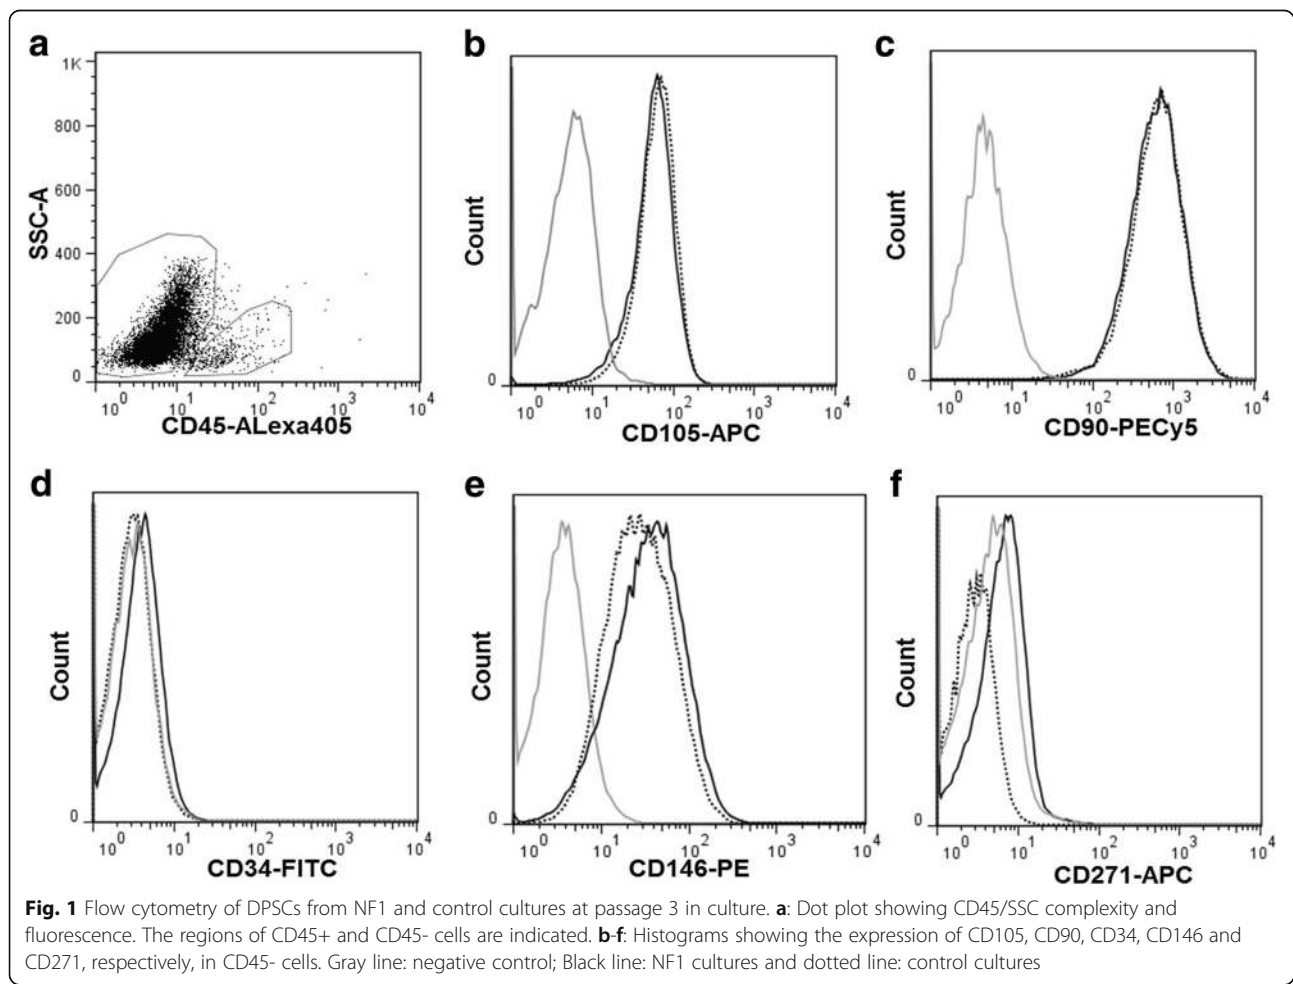 a
1K
800
600
400
200
0
SSC-A
10^0 10^1 10^2 10^3 10^4
CD45-ALexa405
b
Count
0
10^0 10^1 10^2 10^3 10^4
CD105-APC
c
Count
0
10^0 10^1 10^2 10^3 10^4
CD90-PECy5
d
Count
0
10^0 10^1 10^2 10^3 10^4
CD34-FITC
e
Count
0
10^0 10^1 10^2 10^3 10^4
CD146-PE
f
Count
0
10^0 10^1 10^2 10^3 10^4
CD271-APC
Fig. 1 Flow cytometry of DPSCs from NF1 and control cultures at passage 3 in culture. a: Dot plot showing CD45/SSC complexity and
fluorescence. The regions of CD45+ and CD45- cells are indicated. b-f: Histograms showing the expression of CD105, CD90, CD34, CD146 and
CD271, respectively, in CD45- cells. Gray line: negative control; Black line: NF1 cultures and dotted line: control cultures